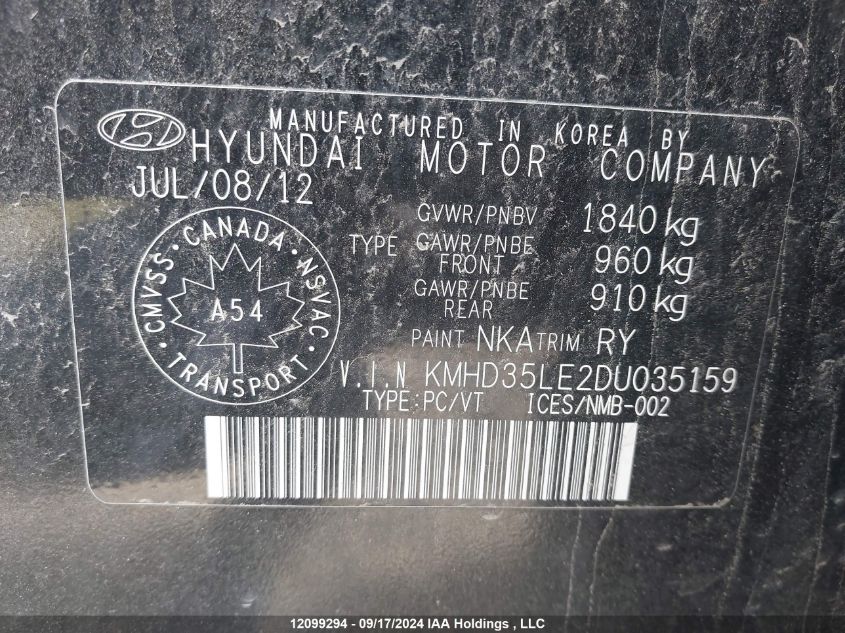 MANUFACTURED IN KOREA BY
HYUNDAI MOTOR COMPANY
JUL/08/12
GVWR/PNBV 1840 kg
TYPE GAWR/PNBE FRONT 960 kg
GAWR/PNBE REAR 910 kg
CMVSS · CANADA · NSVAC · TRANSPORT ·
A54
PAINT NKA TRIM RY
V.I.N KMHD35LE2DU035159
TYPE:PC/VT ICES/NMB-002
12099294 - 09/17/2024 IAA Holdings , LLC